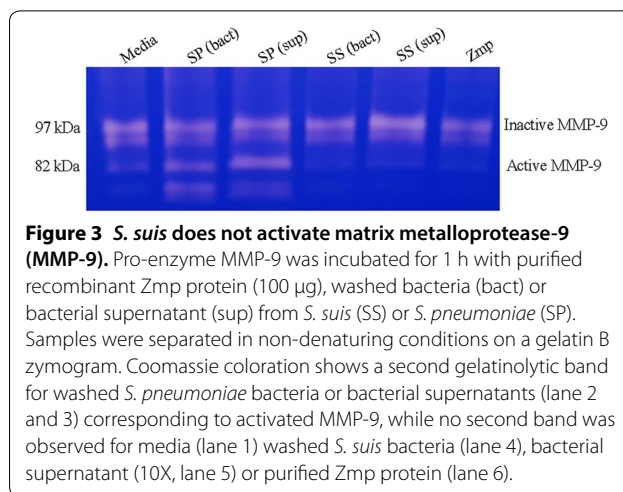 Media SP (bact) SP (sup) SS (bact) SS (sup) Zmp
97 kDa Inactive MMP-9
82 kDa Active MMP-9
Figure 3 S. suis does not activate matrix metalloprotease-9
(MMP-9). Pro-enzyme MMP-9 was incubated for 1 h with purified
recombinant Zmp protein (100 µg), washed bacteria (bact) or
bacterial supernatant (sup) from S. suis (SS) or S. pneumoniae (SP).
Samples were separated in non-denaturing conditions on a gelatin B
zymogram. Coomassie coloration shows a second gelatinolytic band
for washed S. pneumoniae bacteria or bacterial supernatants (lane 2
and 3) corresponding to activated MMP-9, while no second band was
observed for media (lane 1) washed S. suis bacteria (lane 4), bacterial
supernatant (10X, lane 5) or purified Zmp protein (lane 6).